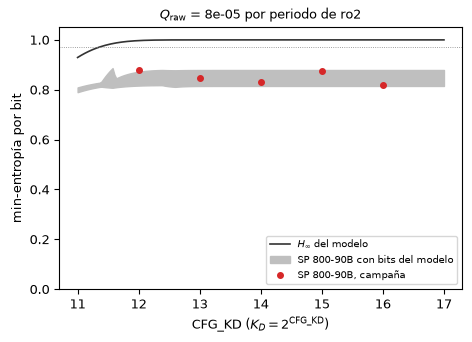 Q_raw = 8e-05 por periodo de ro2
min-entropía por bit
1.0
0.8
0.6
0.4
0.2
0.0
H∞ del modelo
SP 800-90B con bits del modelo
SP 800-90B, campaña
11 12 13 14 15 16 17
CFG_KD (K_D = 2^CFG_KD)